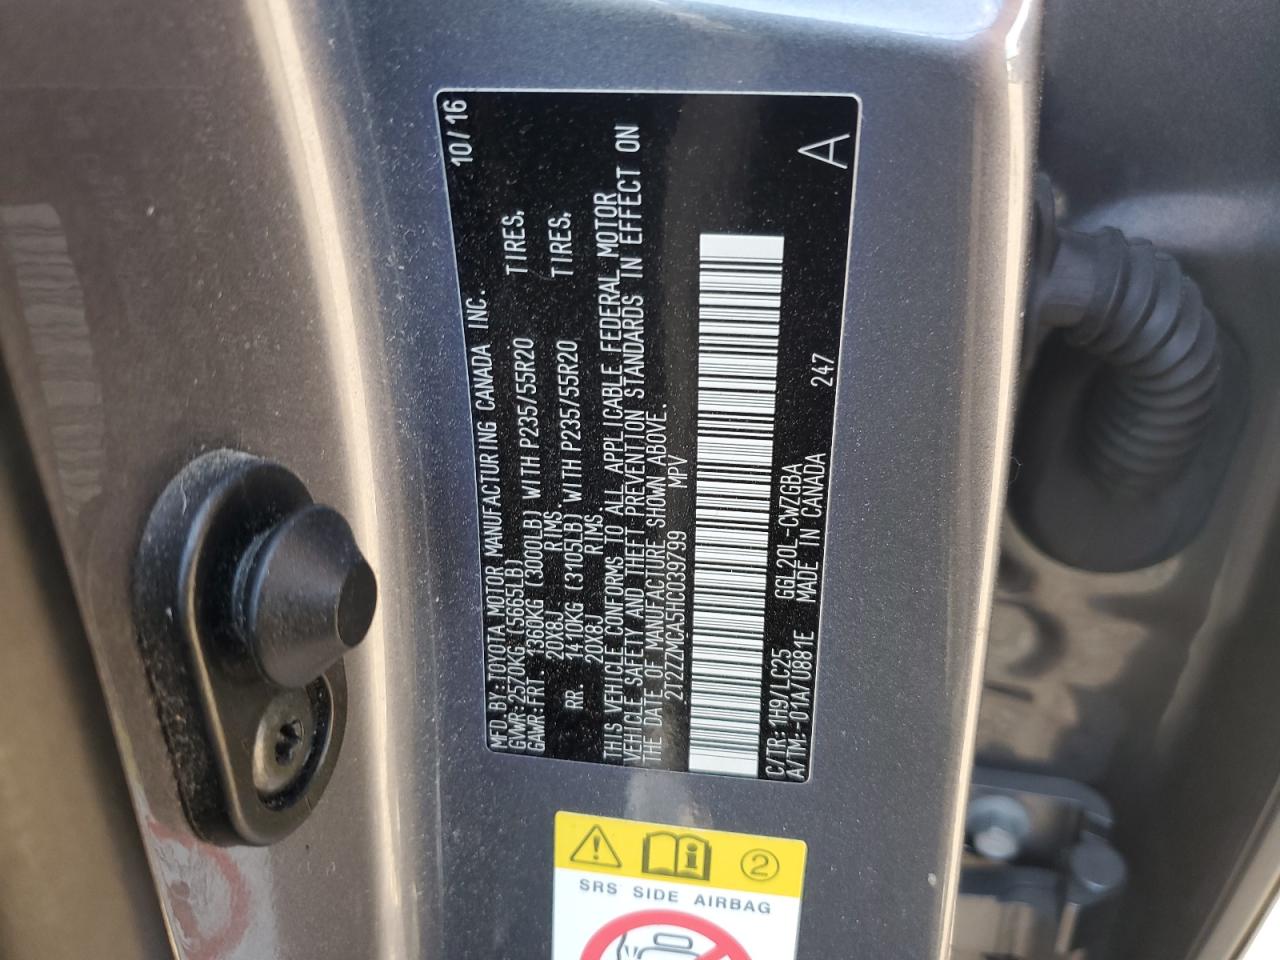 MFD. BY: TOYOTA MOTOR MANUFACTURING CANADA INC. 10/16
GVWR: 2570KG (5665LB)
GAWR: FRT 1360KG (3000LB) WITH P235/55R20 TIRES,
20X8J RIMS,
RR 1410KG (3105LB) WITH P235/55R20 TIRES,
20X8J RIMS,
THIS VEHICLE CONFORMS TO ALL APPLICABLE FEDERAL MOTOR
VEHICLE SAFETY AND THEFT PREVENTION STANDARDS IN EFFECT ON
THE DATE OF MANUFACTURE SHOWN ABOVE.
2T2ZZMCA5HC039799 MPV
C/TR: 1H9/LC25 GGL20L-CWZGBA
A/TM: -01A/U881E MADE IN CANADA 247 A
2
SRS SIDE AIRBAG